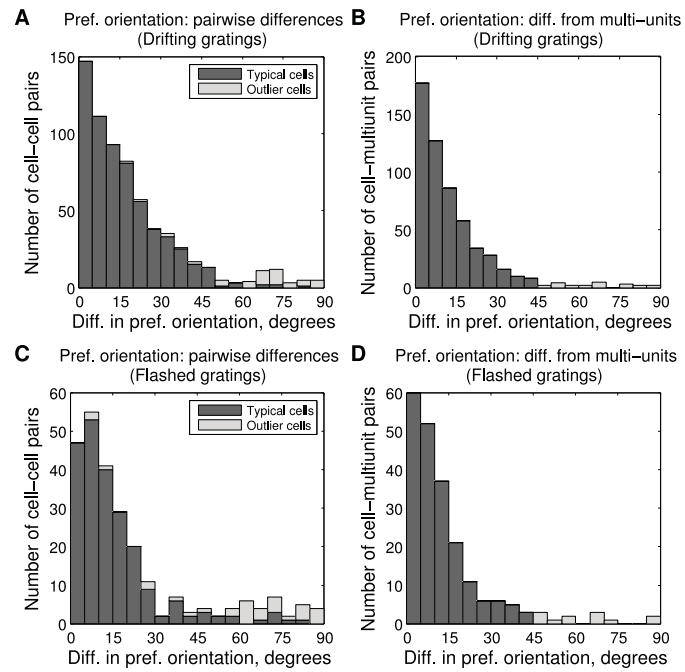 A
Pref. orientation: pairwise differences
(Drifting gratings)
150
100
50
0
Number of cell−cell pairs
Typical cells
Outlier cells
0 15 30 45 60 75 90
Diff. in pref. orientation, degrees
B
Pref. orientation: diff. from multi−units
(Drifting gratings)
200
150
100
50
0
Number of cell−multiunit pairs
0 15 30 45 60 75 90
Diff. in pref. orientation, degrees
C
Pref. orientation: pairwise differences
(Flashed gratings)
60
50
40
30
20
10
0
Number of cell−cell pairs
Typical cells
Outlier cells
0 15 30 45 60 75 90
Diff. in pref. orientation, degrees
D
Pref. orientation: diff. from multi−units
(Flashed gratings)
60
50
40
30
20
10
0
Number of cell−multiunit pairs
0 15 30 45 60 75 90
Diff. in pref. orientation, degrees